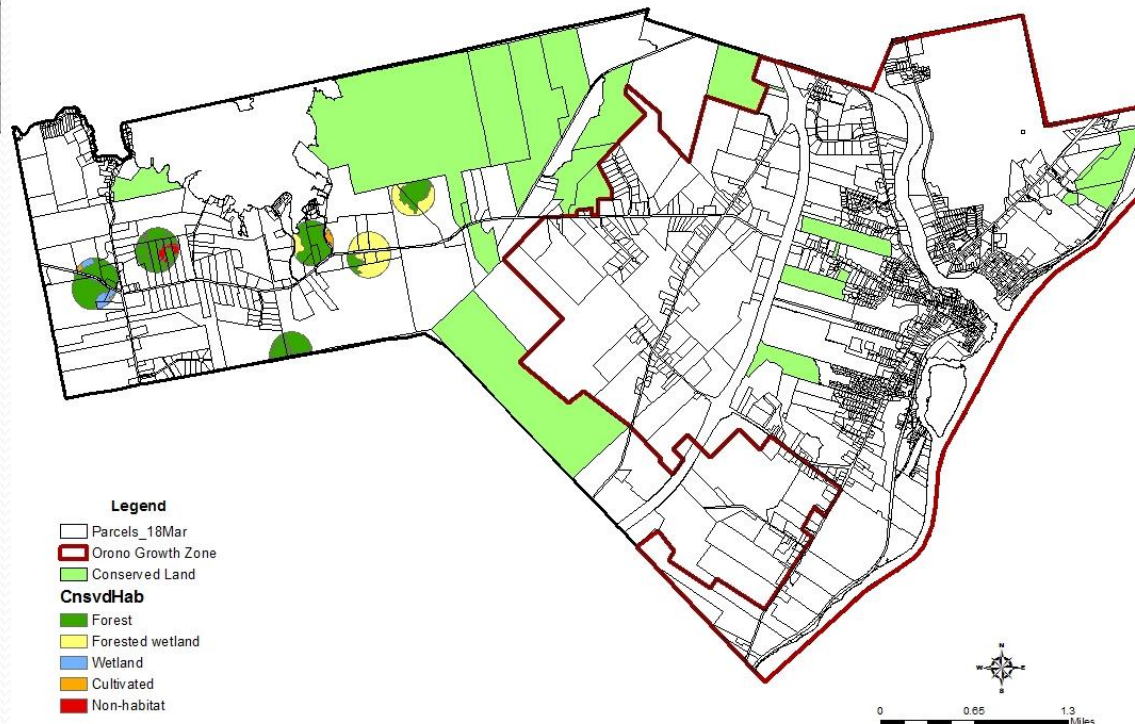 Legend
Parcels_18Mar
Orono Growth Zone
Conserved Land
CnsvdHab
Forest
Forested wetland
Wetland
Cultivated
Non-habitat
N
W E
S
0 0.65 1.3
Miles